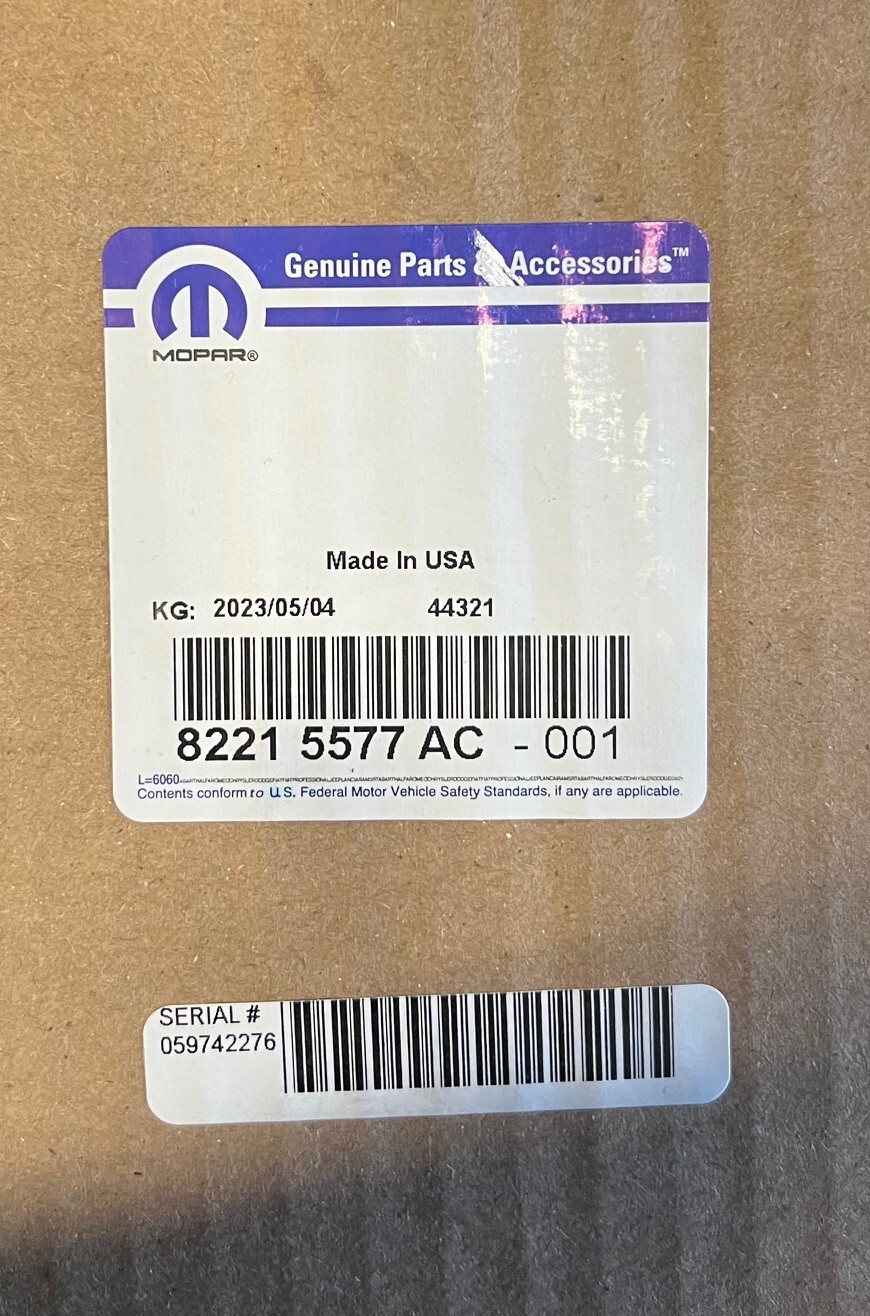 Genuine Parts & Accessories™
MOPAR®
Made In USA
KG: 2023/05/04 44321
8221 5577 AC - 001
L=6060
Contents conform to U.S. Federal Motor Vehicle Safety Standards, if any are applicable.
SERIAL #
059742276